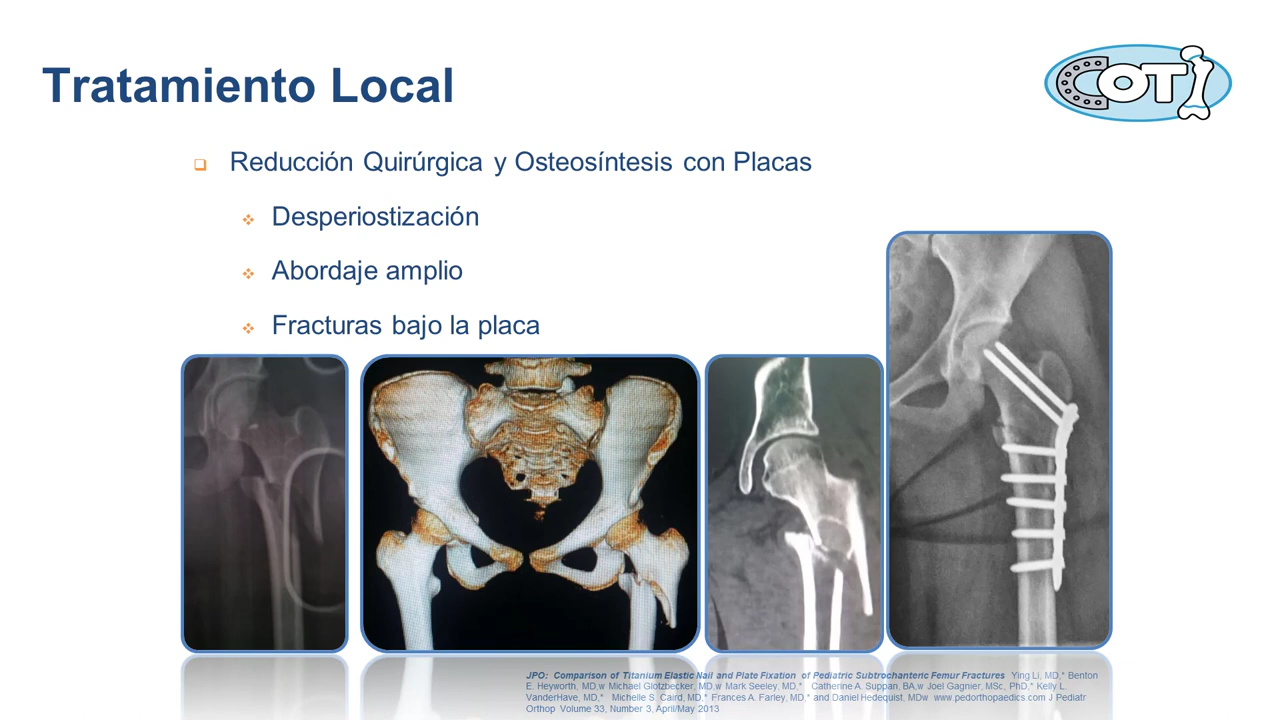 Tratamiento Local
COTI
Reducción Quirúrgica y Osteosíntesis con Placas
Desperiostización
Abordaje amplio
Fracturas bajo la placa
JPO: Comparison of Titanium Elastic Nail and Plate Fixation of Pediatric Subtrochanteric Femur Fractures Ying Li, MD,* Benton
E. Heyworth, MD,w Michael Glotzbecker, MD,w Mark Seeley, MD,* Catherine A. Suppan, BA,w Joel Gagnier, MSc, PhD,* Kelly L.
VanderHave, MD,* Michelle S. Caird, MD,* Frances A. Farley, MD,* and Daniel Hedequist, MDw www.pedorthopaedics.com J Pediatr
Orthop Volume 33, Number 3, April/May 2013